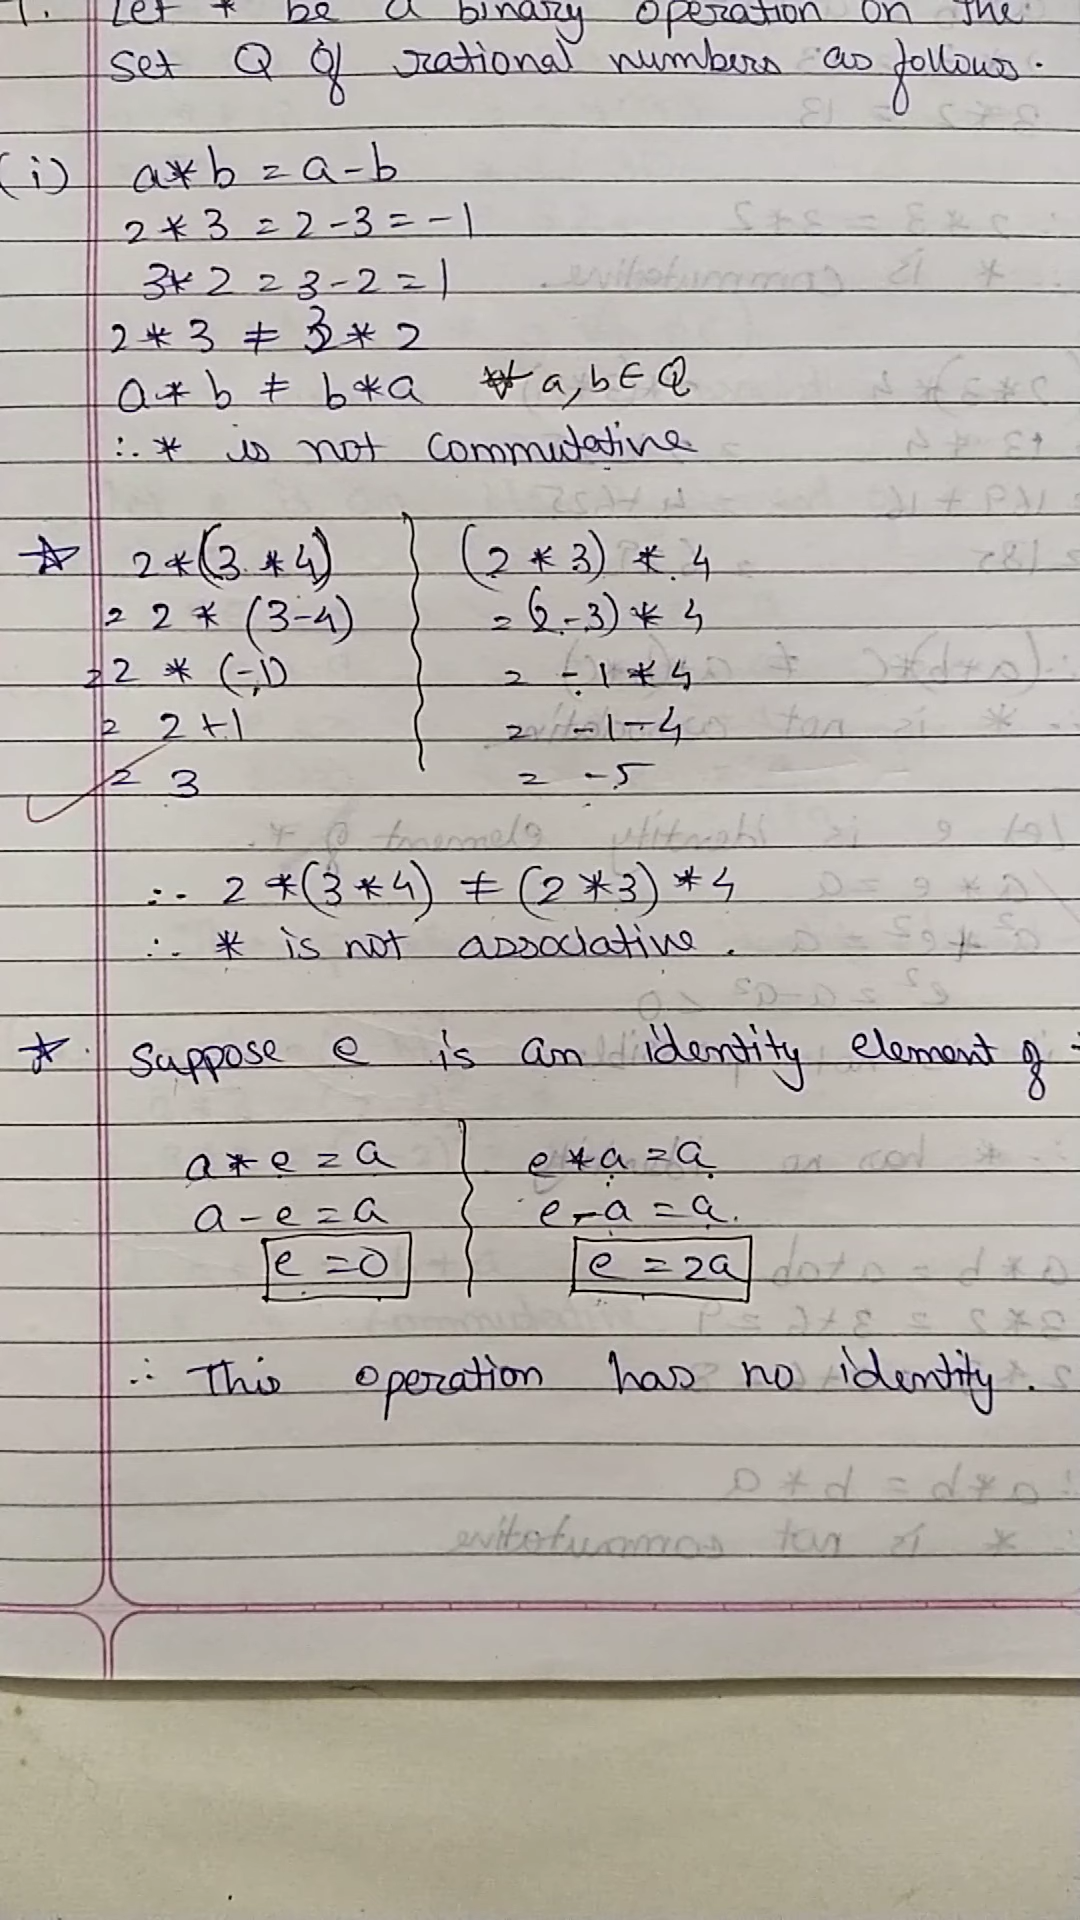 1. Let * be a binary operation on the
set Q of rational numbers as follows.
(i) a * b = a - b
2 * 3 = 2 - 3 = -1
3 * 2 = 3 - 2 = 1
2 * 3 ≠ 3 * 2
a * b ≠ b * a ∀ a, b ∈ Q
∴ * is not commutative
☆ 2 * (3 * 4) (2 * 3) * 4
= 2 * (3-4) = (2-3) * 4
= 2 * (-1) = -1 * 4
= 2 + 1 = -1 - 4
= 3 = -5
∴ 2 * (3 * 4) ≠ (2 * 3) * 4
∴ * is not associative.
☆ Suppose e is an identity element of
a * e = a e * a = a
a - e = a e - a = a.
e = 0 e = 2a
∴ This operation has no identity.